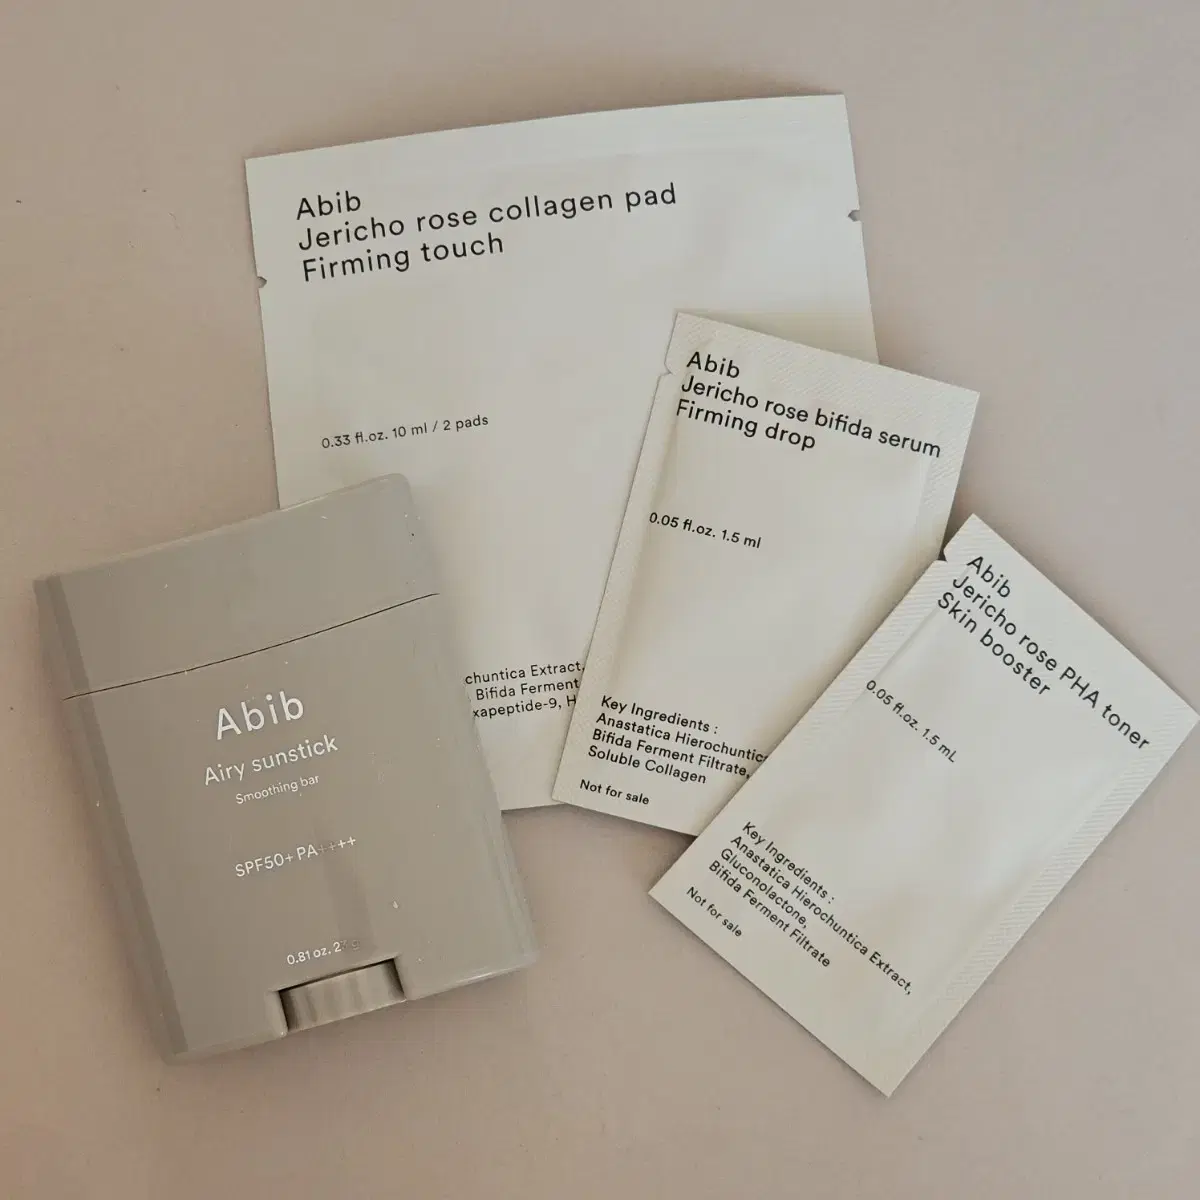 Abib
Jericho rose collagen pad
Firming touch
0.33 fl.oz. 10 ml / 2 pads
chuntica Extract,
Bifida Ferment
xapeptide-9, H
Abib
Jericho rose bifida serum
Firming drop
0.05 fl.oz. 1.5 ml
Key Ingredients :
Anastatica Hierochuntic
Bifida Ferment Filtrate,
Soluble Collagen
Not for sale
Abib
Jericho rose PHA toner
Skin booster
0.05 fl.oz. 1.5 mL
Key Ingredients :
Anastatica Hierochuntica Extract,
Gluconolactone,
Bifida Ferment Filtrate
Not for sale
Abib
Airy sunstick
Smoothing bar
SPF50+ PA++++
0.81 oz.